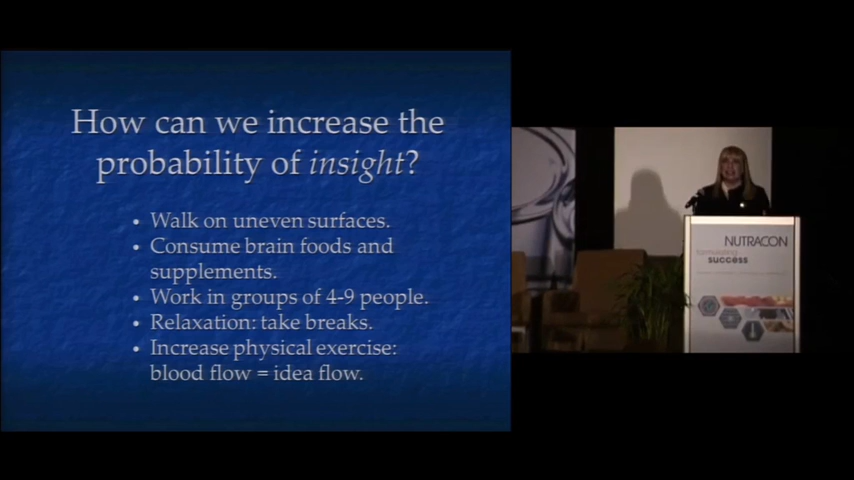 How can we increase the
probability of insight?
• Walk on uneven surfaces.
• Consume brain foods and
supplements.
• Work in groups of 4-9 people.
• Relaxation: take breaks.
• Increase physical exercise:
blood flow = idea flow.
NUTRACON
formulating
success